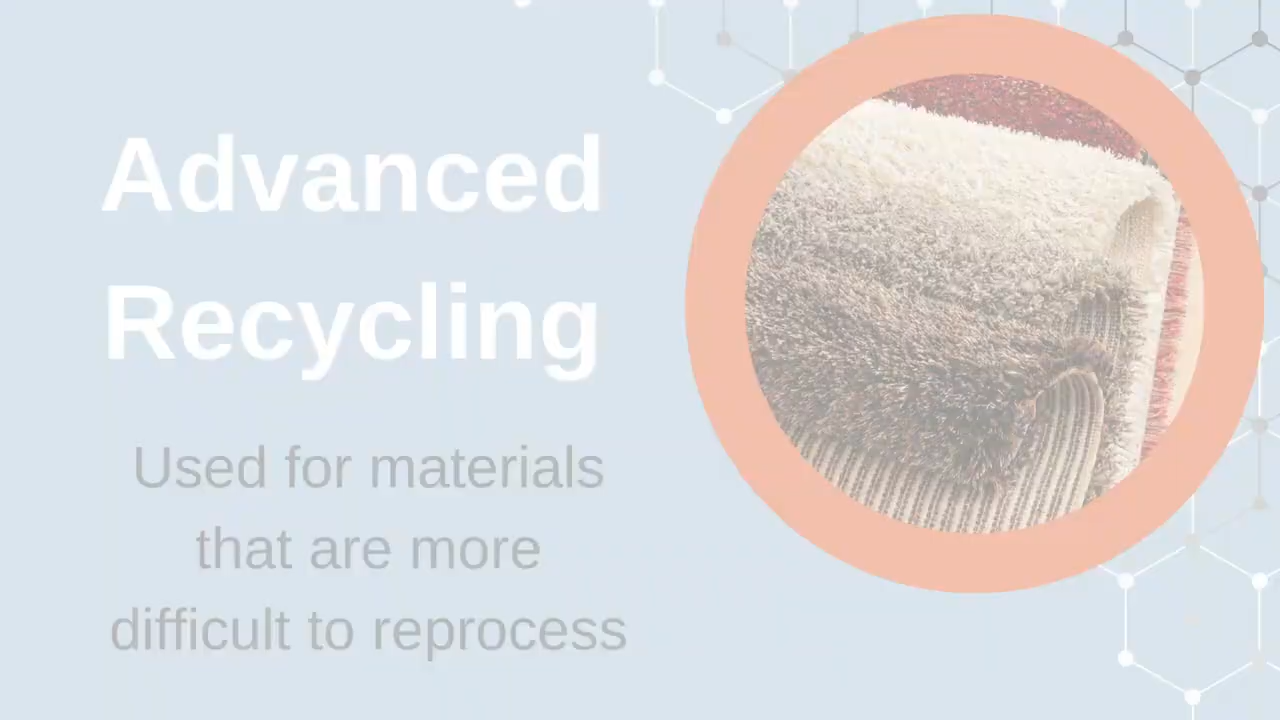 Advanced
Recycling
Used for materials
that are more
difficult to reprocess